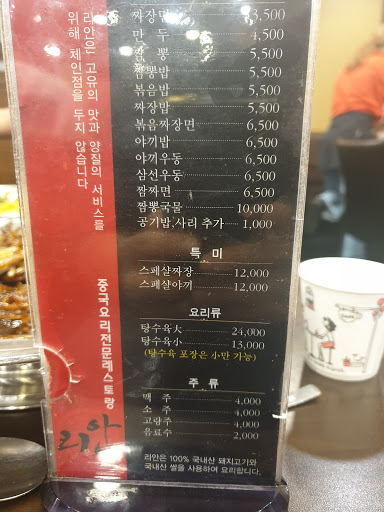 리안은 고유의 맛과 양질의 서비스를
위해 체인점을 두지 않습니다
중국요리전문레스토랑
리안
짜장면 3,500
만 두 4,500
짬 뽕 5,500
짬뽕밥 5,500
볶음밥 5,500
짜장밥 5,500
볶음짜장면 6,500
야끼밥 6,500
야끼우동 6,500
삼선우동 6,500
짬짜면 6,500
짬뽕국물 10,000
공기밥,사리 추가 1,000
특 미
스페샬짜장 12,000
스페샬야끼 12,000
요리류
탕수육大 24,000
탕수육小 13,000
(탕수육 포장은 小만 가능)
주 류
맥 주 4,000
소 주 4,000
고량주 4,000
음료수 2,000
리안은 100% 국내산 돼지고기와
국내산 쌀을 사용하여 요리합니다.